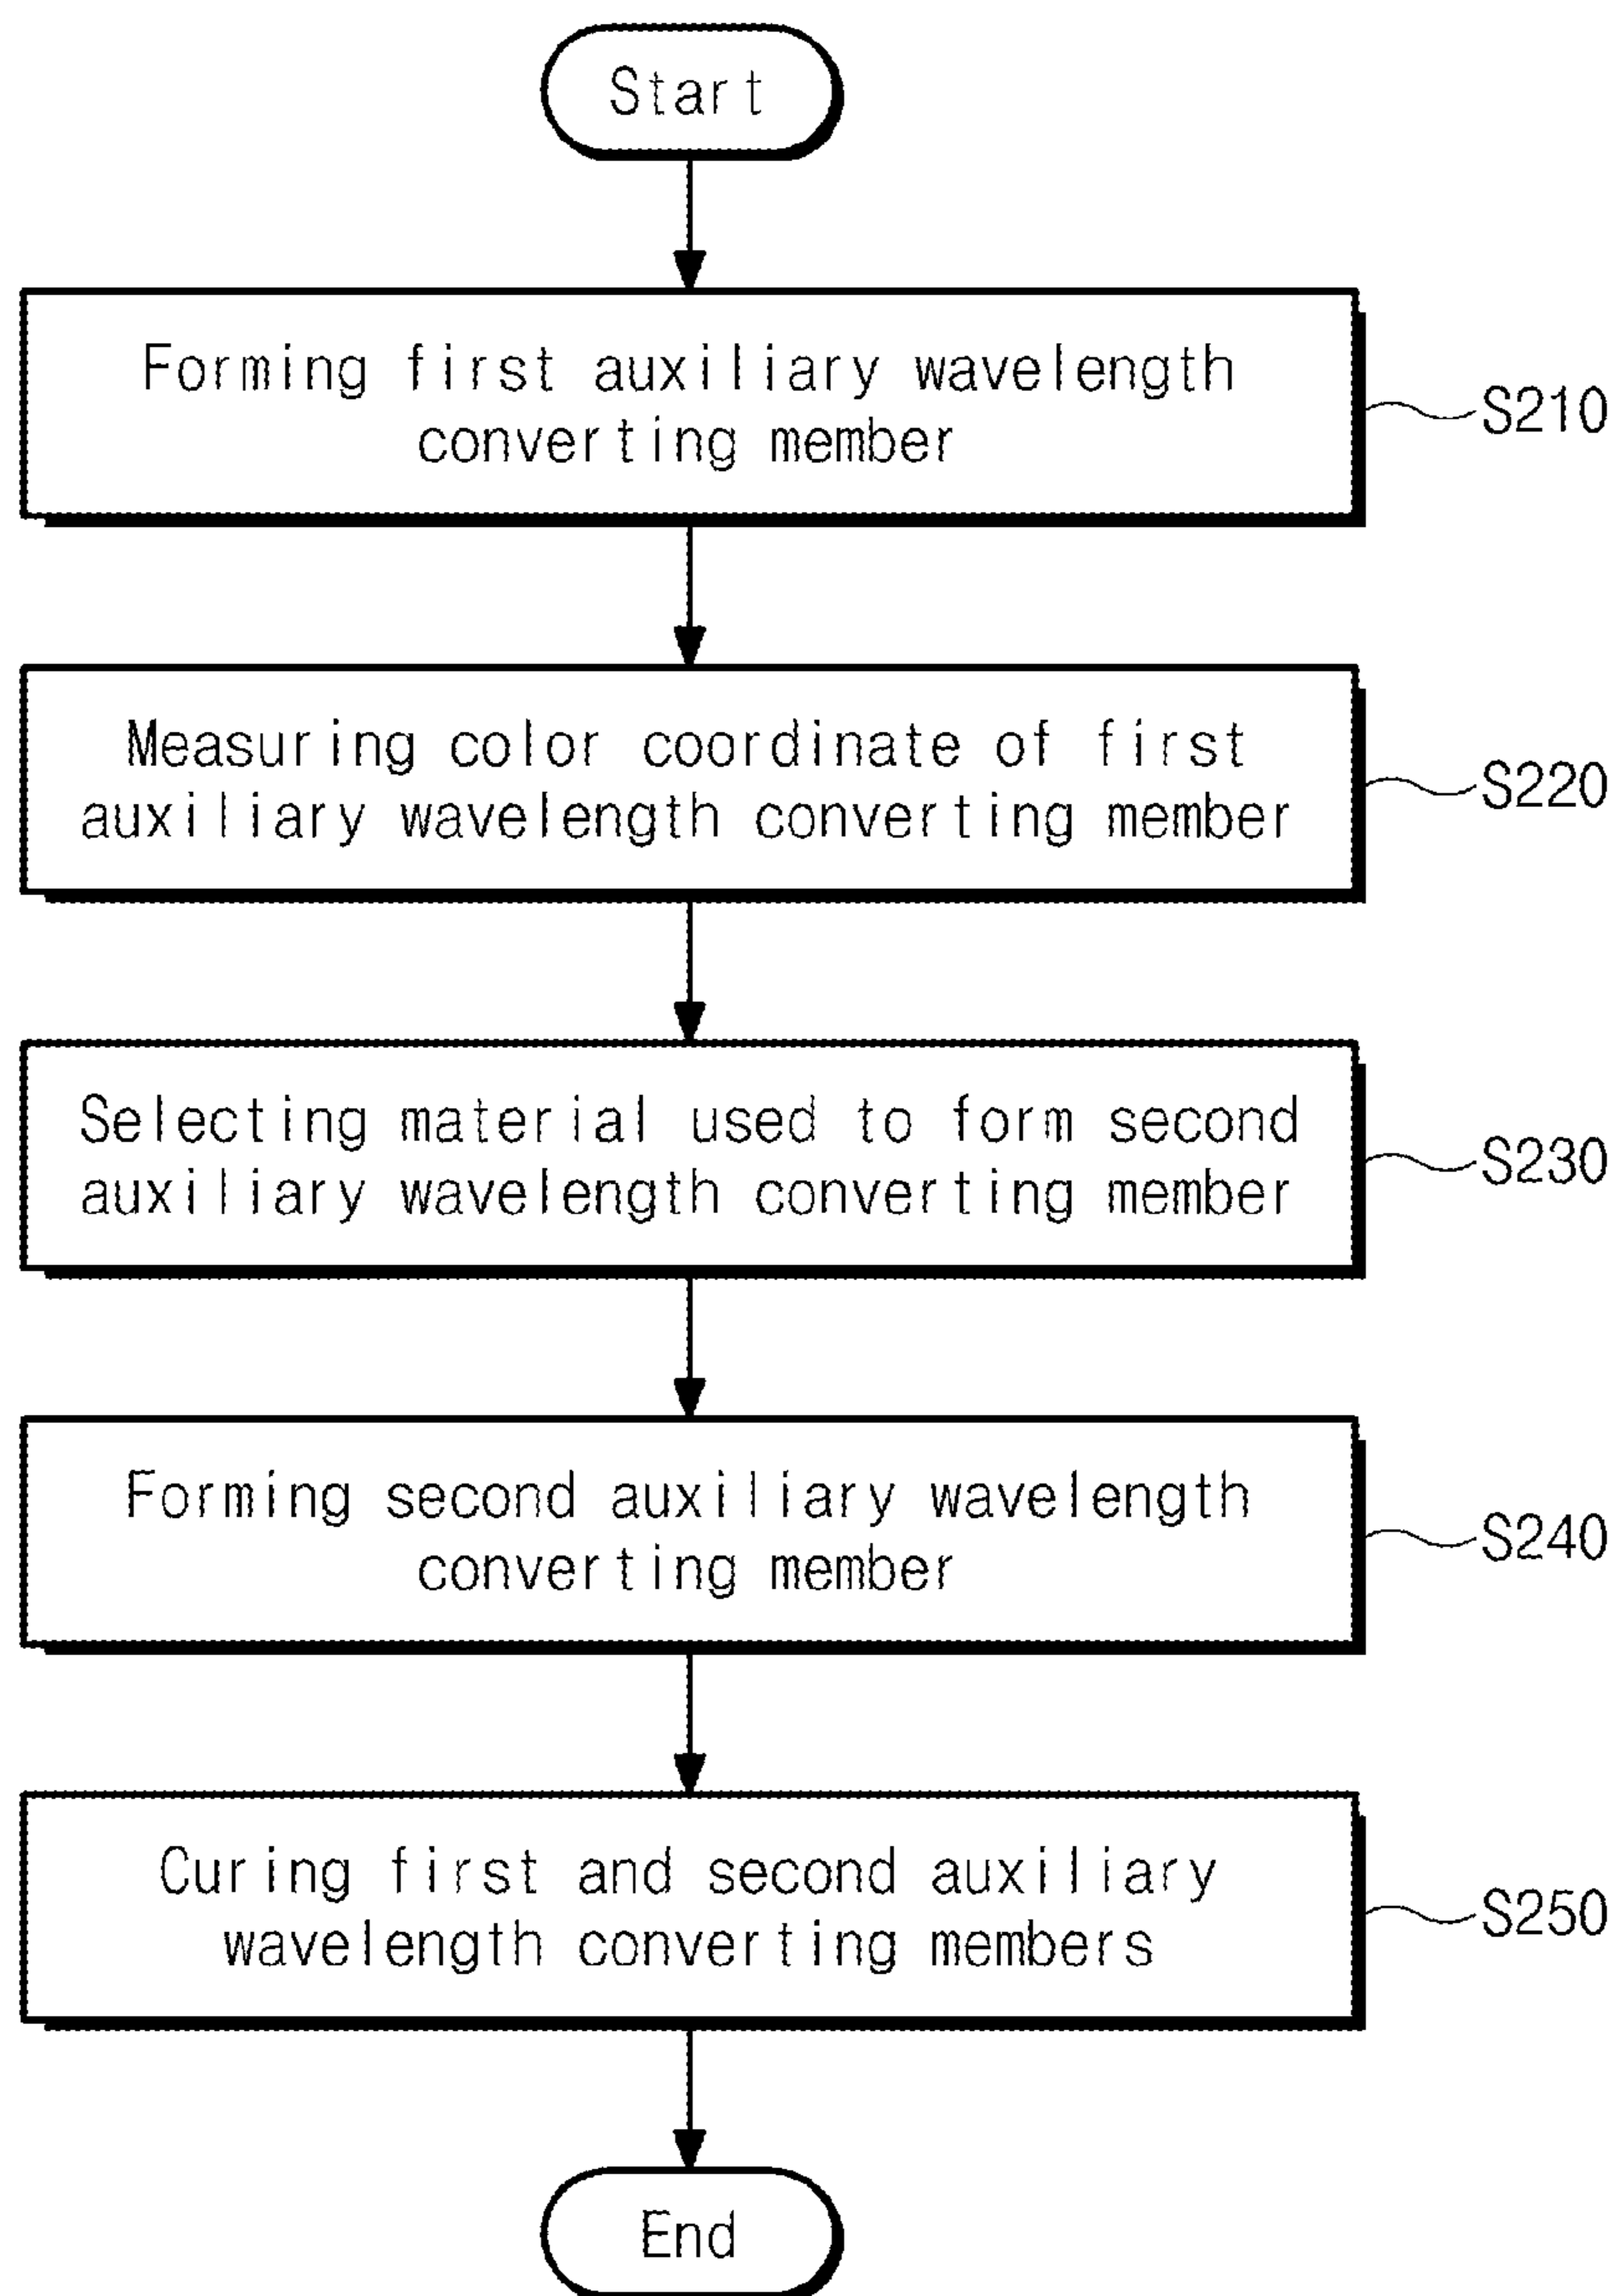 Start
Forming first auxiliary wavelength
converting member
S210
Measuring color coordinate of first
auxiliary wavelength converting member
S220
Selecting material used to form second
auxiliary wavelength converting member
S230
Forming second auxiliary wavelength
converting member
S240
Curing first and second auxiliary
wavelength converting members
S250
End